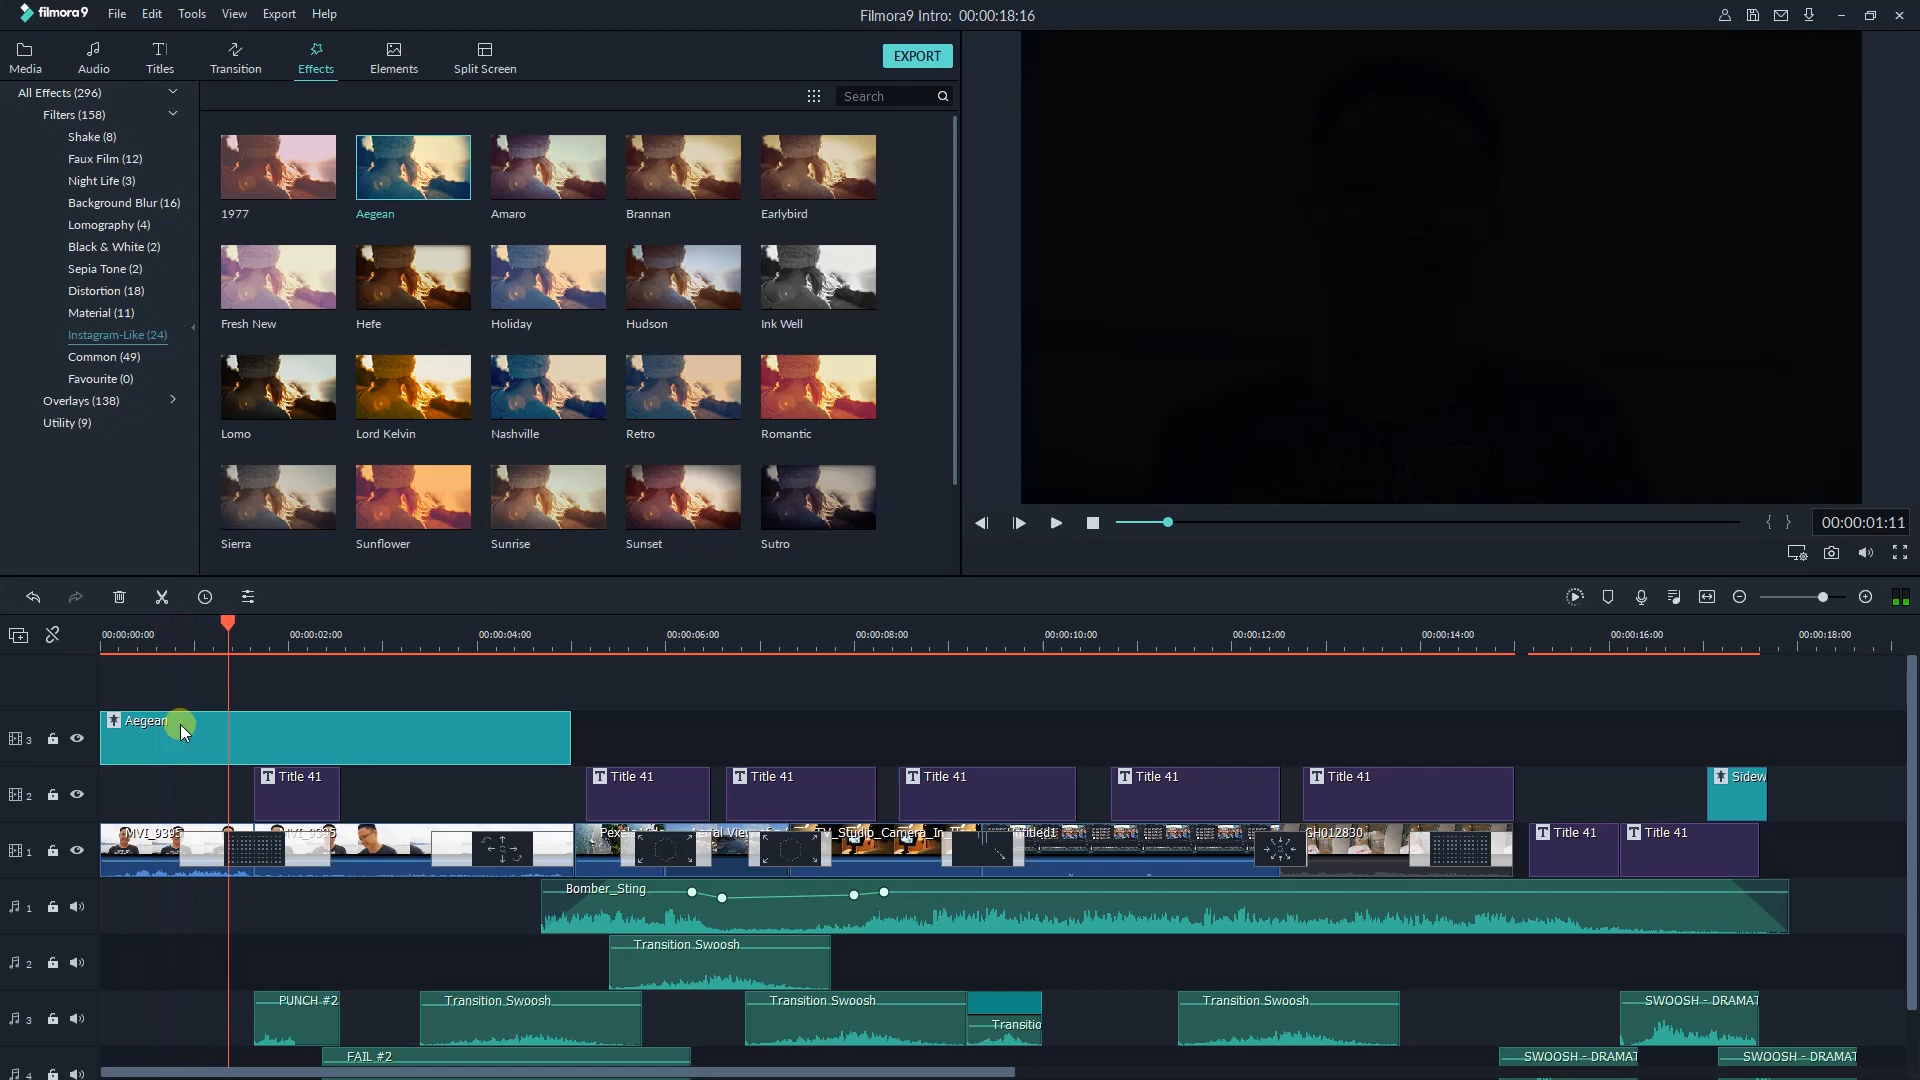 filmora9 File Edit Tools View Export Help Filmora9 Intro: 00:00:18:16
Media Audio Titles Transition Effects Elements Split Screen EXPORT
All Effects (296) Search
Filters (158)
Shake (8)
Faux Film (12)
Night Life (3)
Background Blur (16)
Lomography (4)
Black & White (2)
Sepia Tone (2)
Distortion (18)
Material (11)
Instagram-Like (24)
Common (49)
Favourite (0)
Overlays (138)
Utility (9)
1977 Aegean Amaro Brannan Earlybird
Fresh New Hefe Holiday Hudson Ink Well
Lomo Lord Kelvin Nashville Retro Romantic
Sierra Sunflower Sunrise Sunset Sutro
{ } 00:00:01:11
00:00:00:00 00:00:02:00 00:00:04:00 00:00:06:00 00:00:08:00 00:00:10:00 00:00:12:00 00:00:14:00 00:00:16:00 00:00:18:00
3 Aegean
2 T Title 41 T Title 41 T Title 41 T Title 41 T Title 41 T Title 41 Sidew
1 MVI_9395 GH012830 T Title 41 T Title 41
1 Bomber_Sting
2 Transition Swoosh
3 PUNCH #2 Transition Swoosh Transition Swoosh Transitio Transition Swoosh SWOOSH - DRAMAT
4 FAIL #2 SWOOSH - DRAMAT SWOOSH - DRAMAT